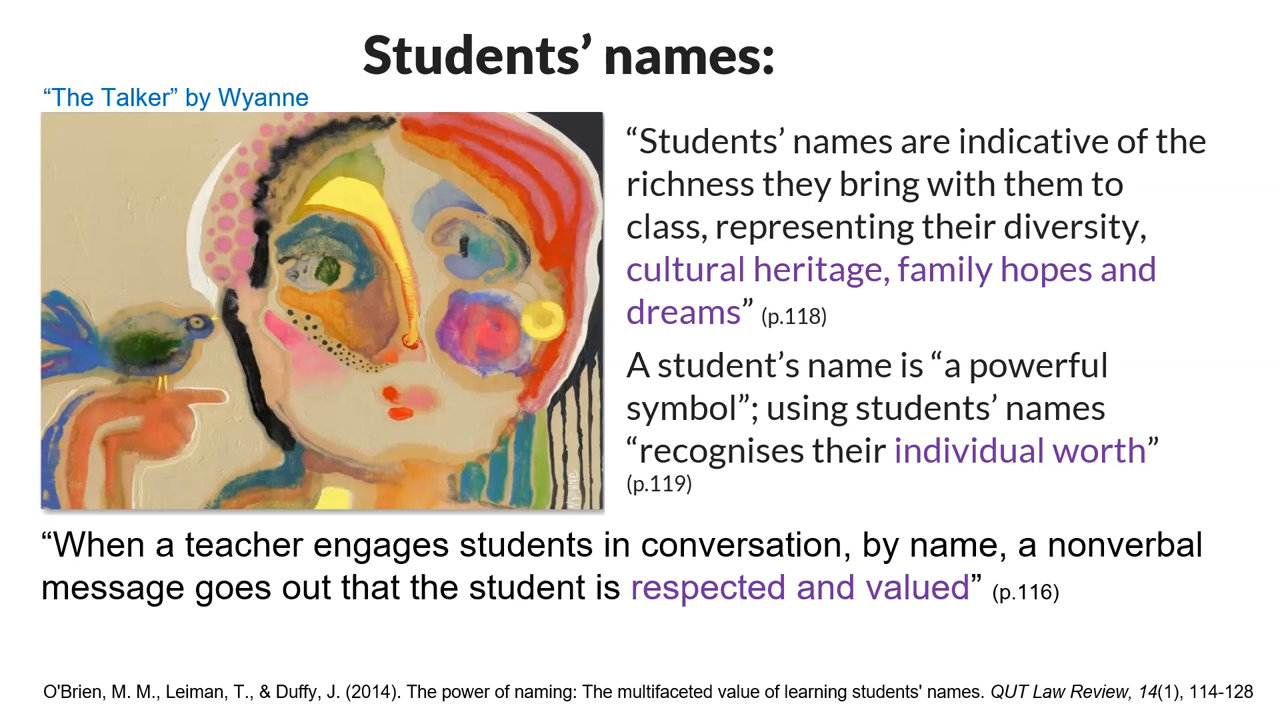 Students’ names:
“The Talker” by Wyanne
“Students’ names are indicative of the
richness they bring with them to
class, representing their diversity,
cultural heritage, family hopes and
dreams” (p.118)
A student’s name is “a powerful
symbol”; using students’ names
“recognises their individual worth”
(p.119)
“When a teacher engages students in conversation, by name, a nonverbal
message goes out that the student is respected and valued” (p.116)
O'Brien, M. M., Leiman, T., & Duffy, J. (2014). The power of naming: The multifaceted value of learning students' names. QUT Law Review, 14(1), 114-128